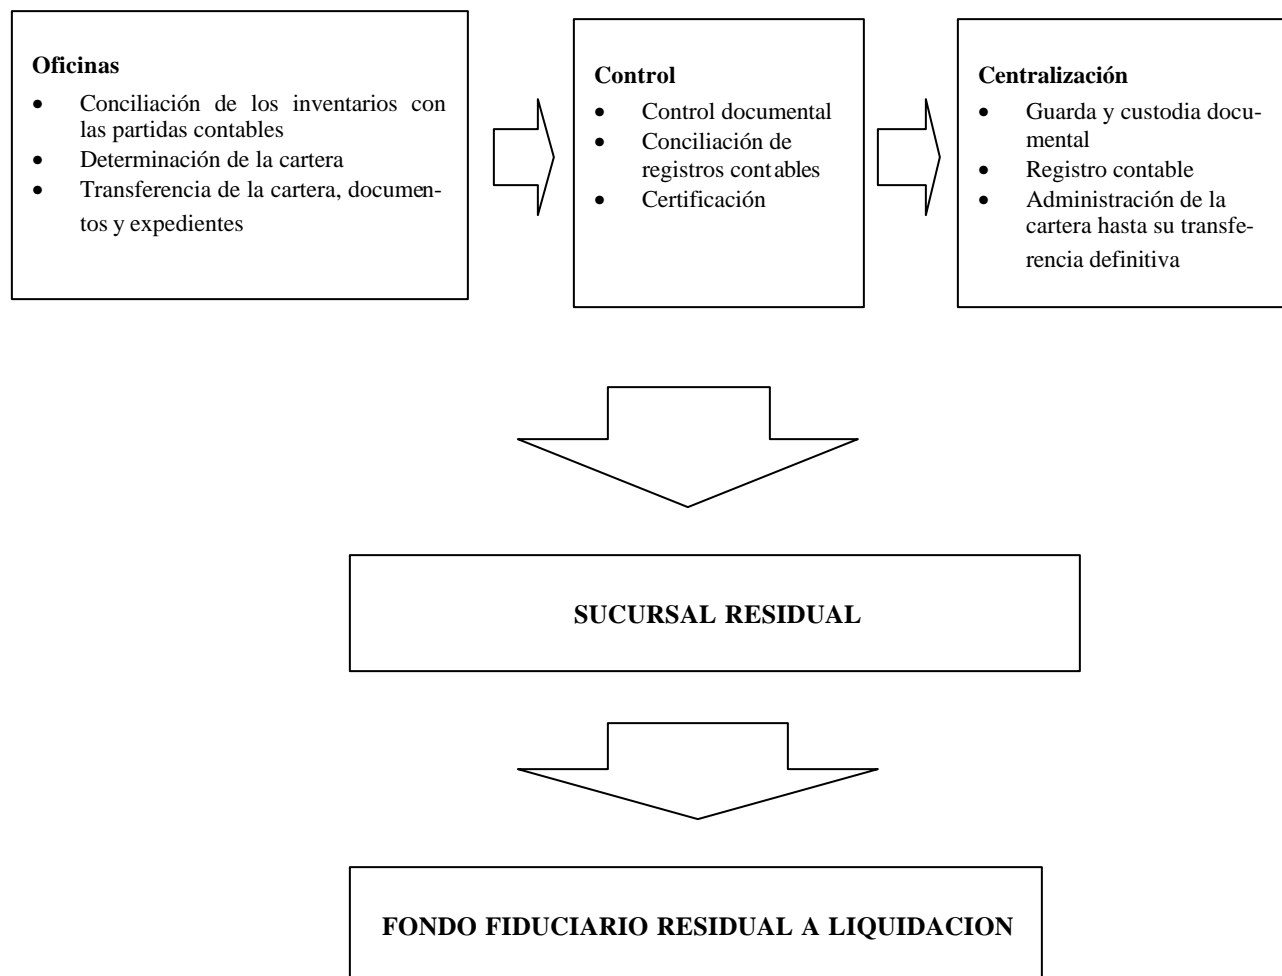 Oficinas
• Conciliación de los inventarios con
las partidas contables
• Determinación de la cartera
• Transferencia de la cartera, documen-
tos y expedientes
Control
• Control documental
• Conciliación de
registros contables
• Certificación
Centralización
• Guarda y custodia docu-
mental
• Registro contable
• Administración de la
cartera hasta su transfe-
rencia definitiva
SUCURSAL RESIDUAL
FONDO FIDUCIARIO RESIDUAL A LIQUIDACION